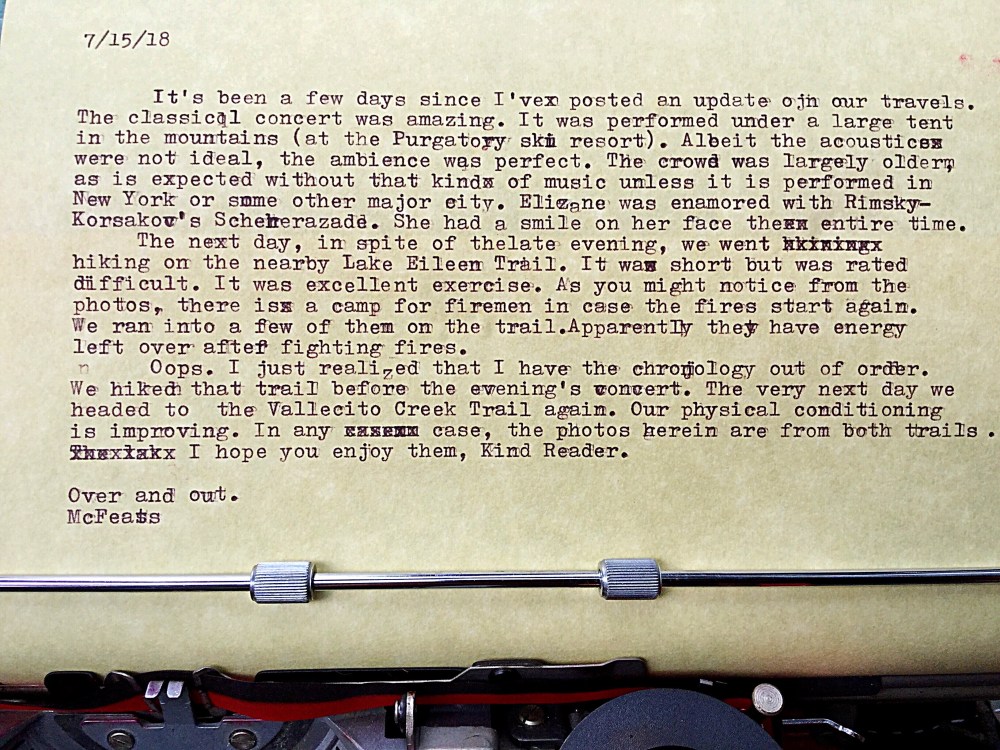 7/15/18
It's been a few days since I'vex posted an update ojn our travels.
The classical concert was amazing. It was performed under a large tent
in the mountains (at the Purgatory ski resort). Albeit the acousticsx
were not ideal, the ambience was perfect. The crowd was largely older,
as is expected without that kindx of music unless it is performed in
New York or some other major city. Elizane was enamored with Rimsky-
Korsakov's Scheherazade. She had a smile on her face thexx entire time.
The next day, in spite of thelate evening, we went
hiking on the nearby Lake Eileen Trail. It was short but was rated
difficult. It was excellent exercise. As you might notice from the
photos, there isx a camp for firemen in case the fires start again.
We ran into a few of them on the trail.Apparently they have energy
left over after fighting fires.
n Oops. I just realized that I have the chronology out of order.
We hiked that trail before the evening's concert. The very next day we
headed to the Vallecito Creek Trail again. Our physical conditioning
is improving. In any case, the photos herein are from both trails.
I hope you enjoy them, Kind Reader.
Over and out.
McFeats